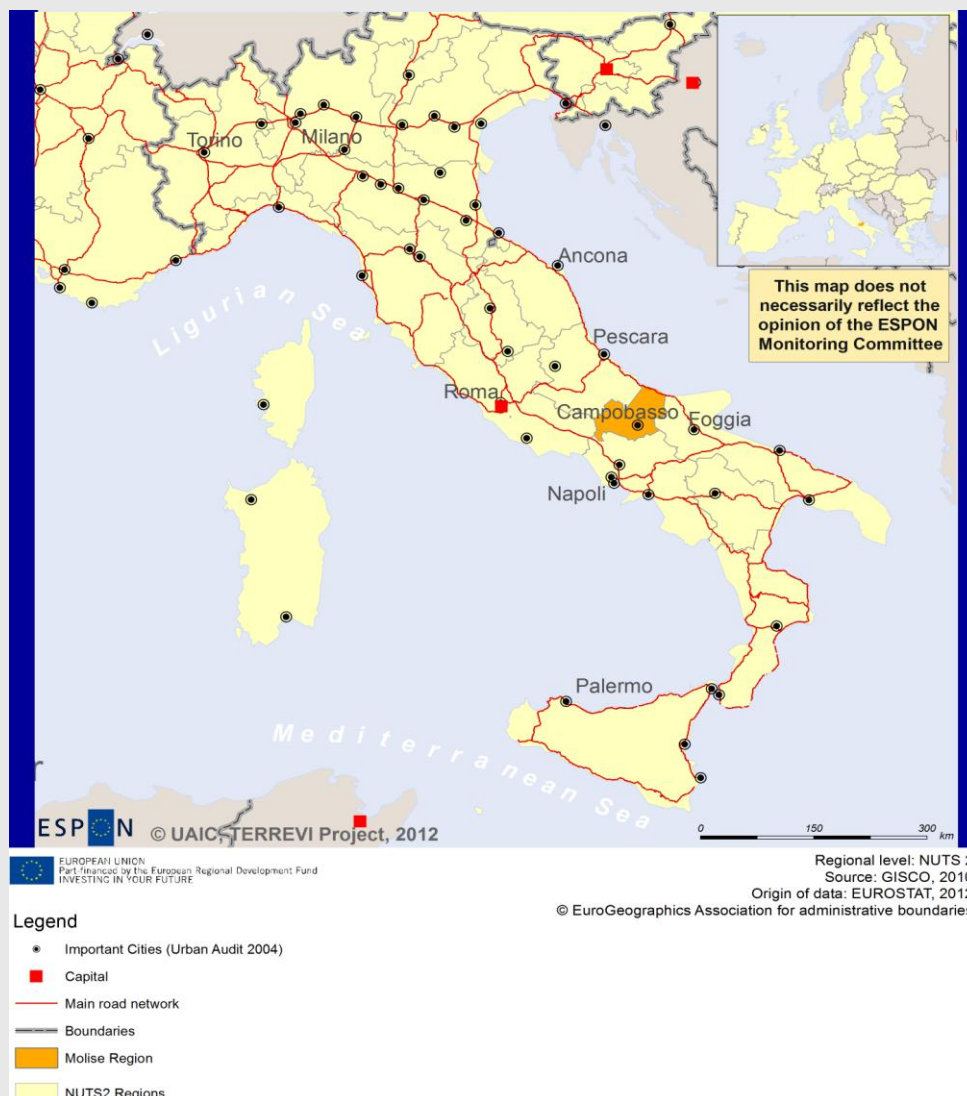 Torino
Milano
Ancona
This map does not
necessarily reflect the
opinion of the ESPON
Monitoring Committee
Ligurian Sea
Pescara
Roma
Campobasso
Foggia
Napoli
Palermo
Mediterranean Sea
ESPON
© UAIC, TERREVI Project, 2012
0 150 300
km
EUROPEAN UNION
Part-financed by the European Regional Development Fund
INVESTING IN YOUR FUTURE
Regional level: NUTS 2
Source: GISCO, 2010
Origin of data: EUROSTAT, 2012
© EuroGeographics Association for administrative boundaries
Legend
Important Cities (Urban Audit 2004)
Capital
Main road network
Boundaries
Molise Region
NUTS2 Regions